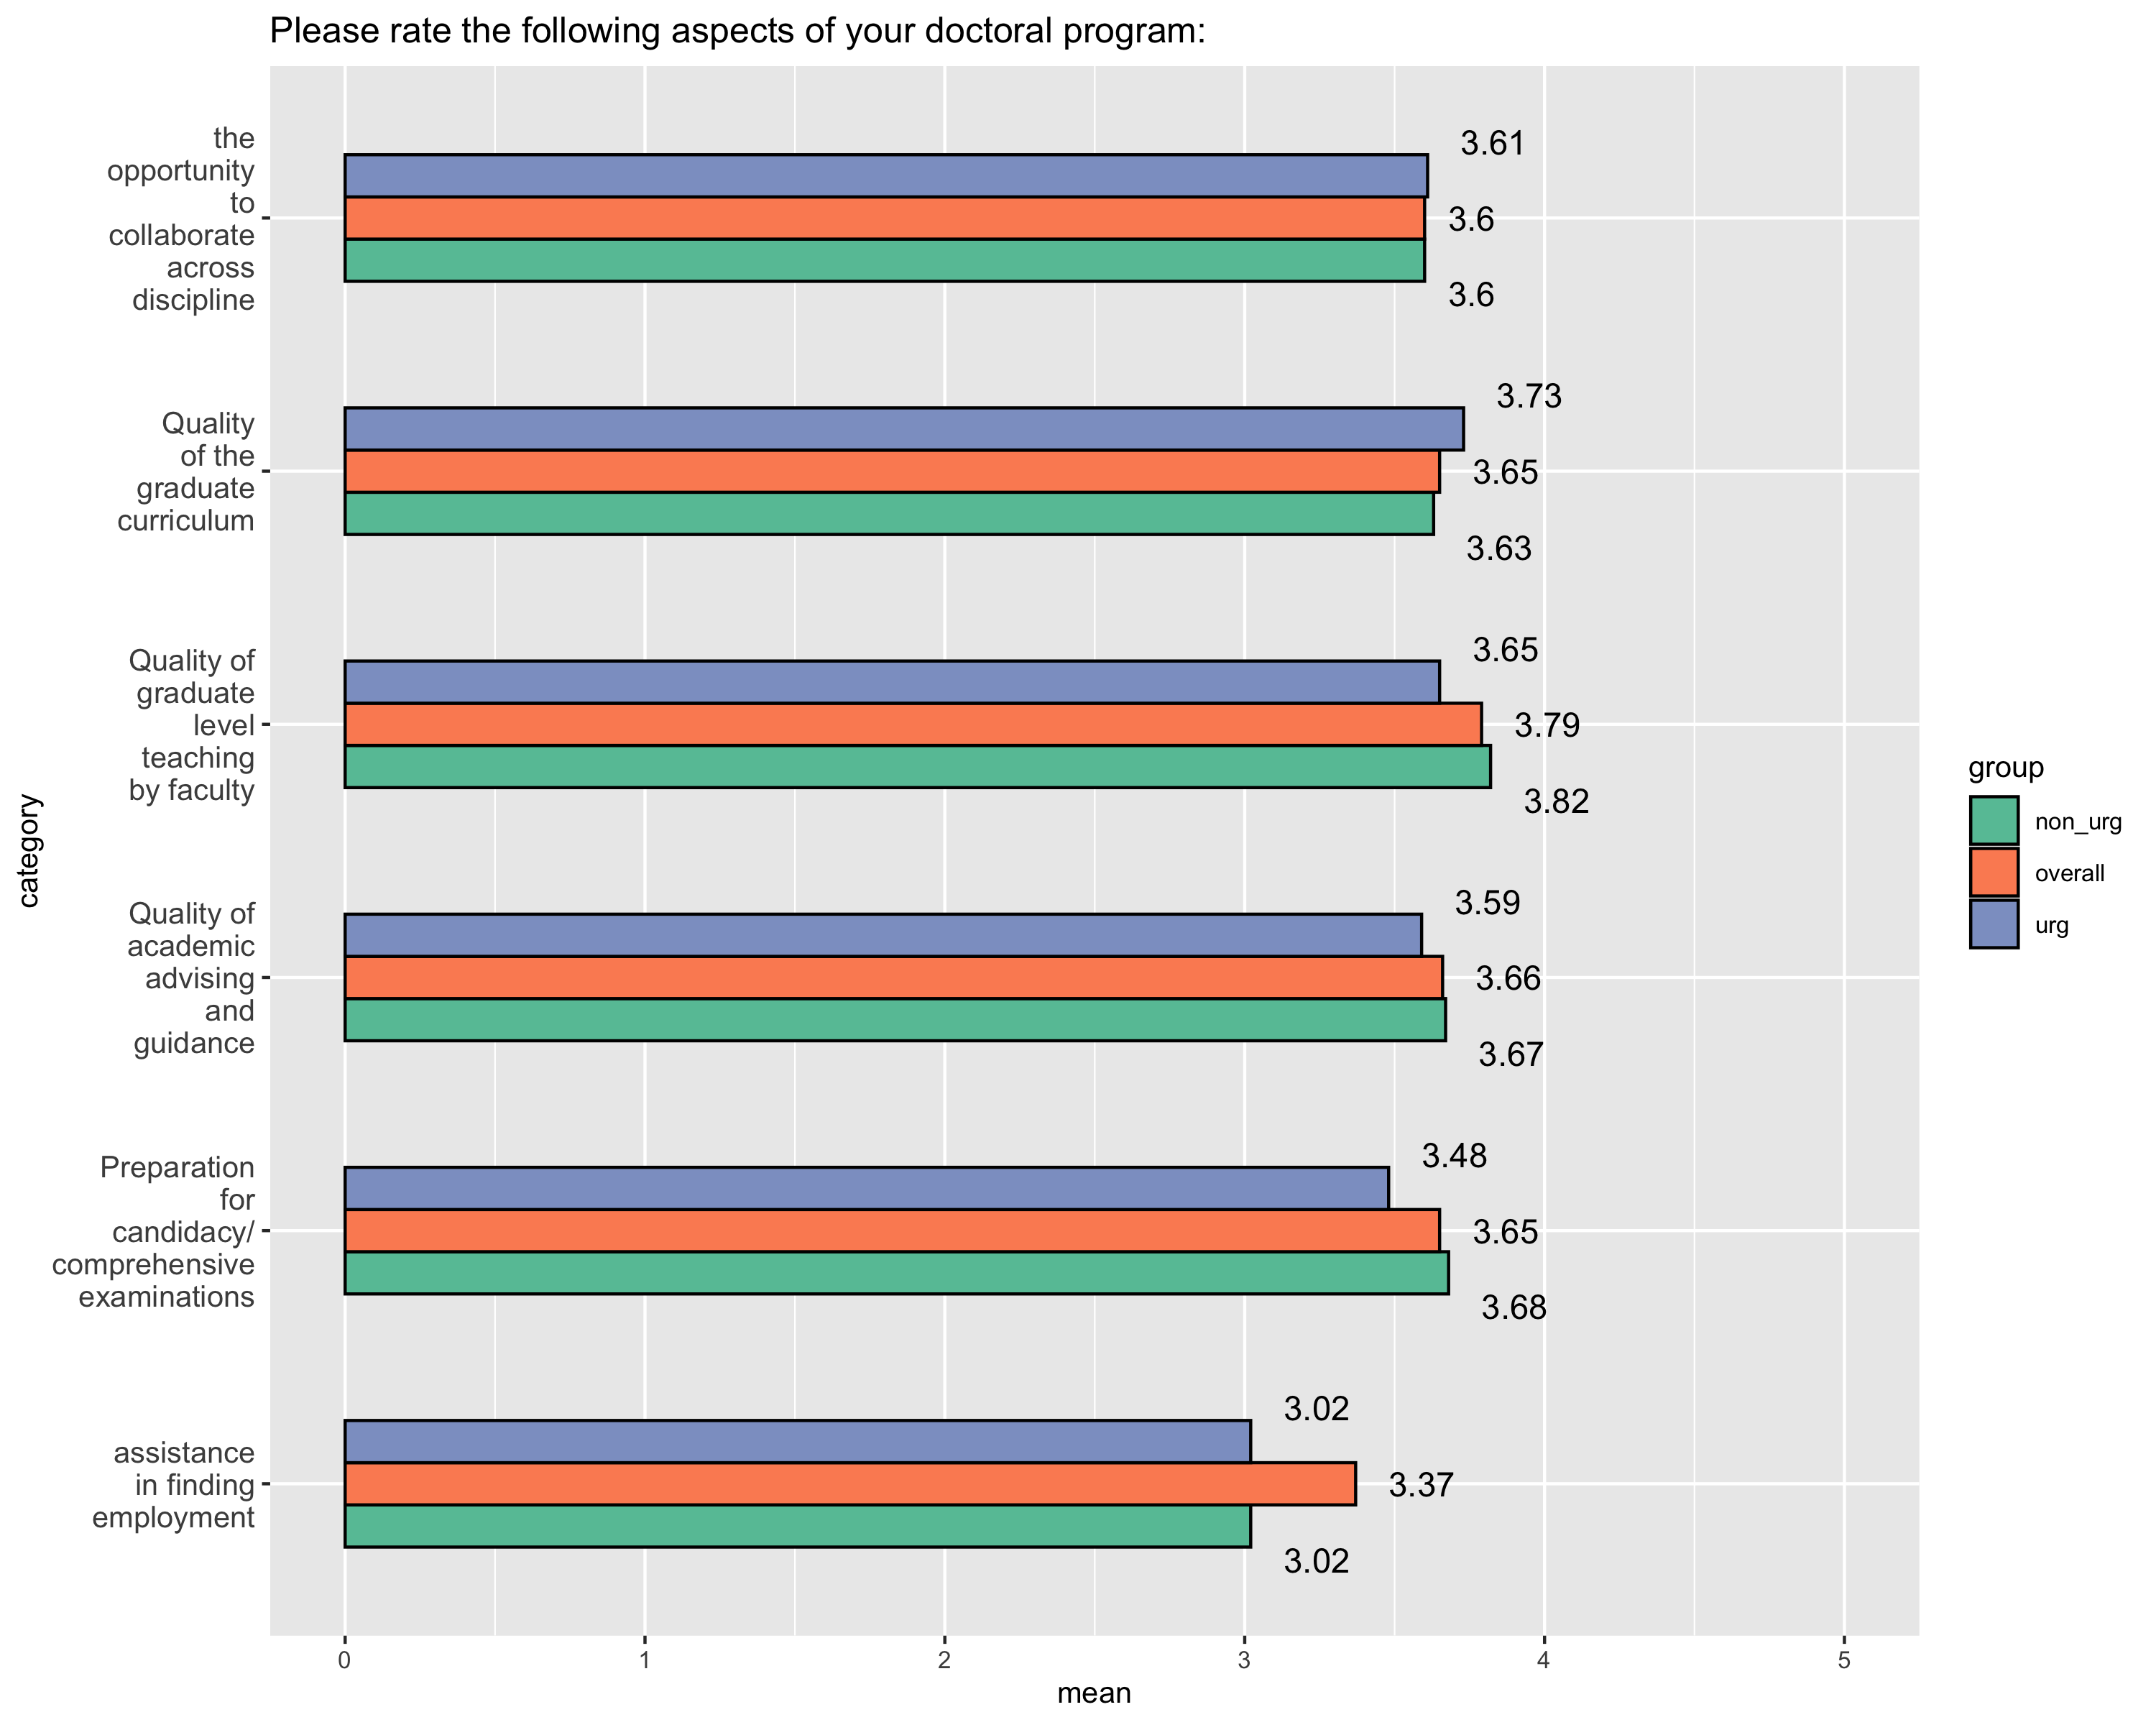 Please rate the following aspects of your doctoral program:
the
opportunity
to
collaborate
across
discipline
3.61
3.6
3.6
Quality
of the
graduate
curriculum
3.73
3.65
3.63
Quality of
graduate
level
teaching
by faculty
3.65
3.79
3.82
Quality of
academic
advising
and
guidance
3.59
3.66
3.67
Preparation
for
candidacy/
comprehensive
examinations
3.48
3.65
3.68
assistance
in finding
employment
3.02
3.37
3.02
category
0 1 2 3 4 5
mean
group
non_urg
overall
urg